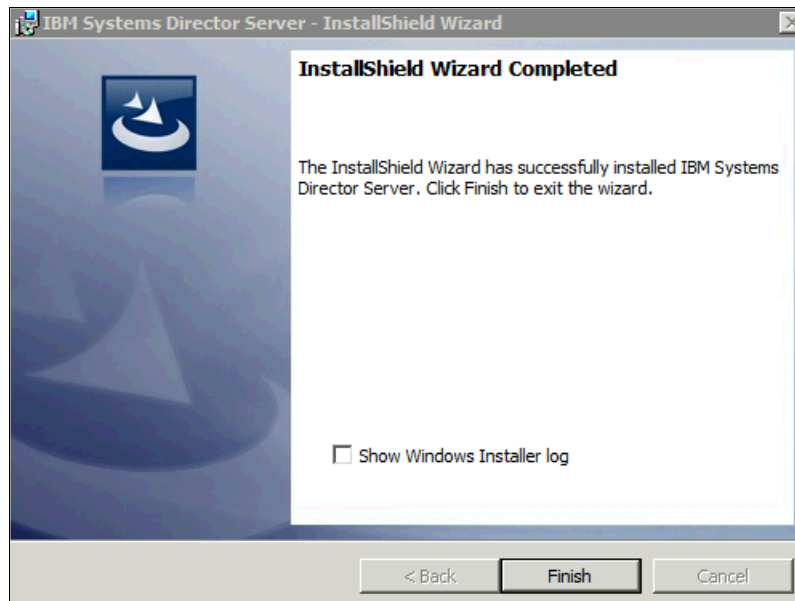 IBM Systems Director Server - InstallShield Wizard
InstallShield Wizard Completed
The InstallShield Wizard has successfully installed IBM Systems
Director Server. Click Finish to exit the wizard.
Show Windows Installer log
< Back Finish Cancel